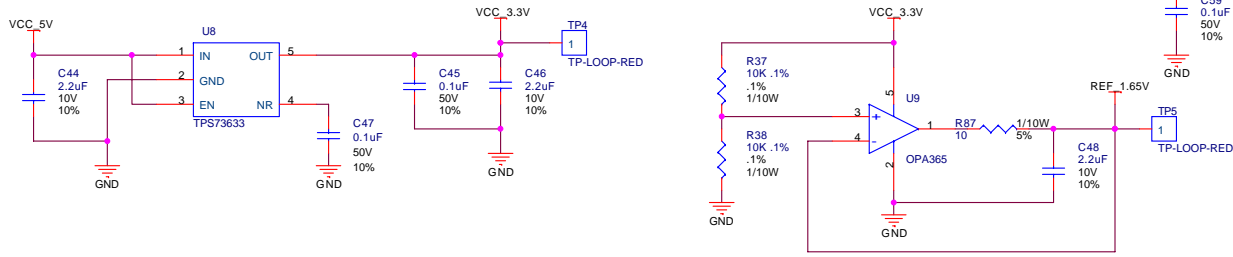 VCC_5V
U8
1
IN
OUT
5
2
GND
3
EN
NR
4
TPS73633
C44
2.2uF
10V
10%
GND
C47
0.1uF
50V
10%
GND
C45
0.1uF
50V
10%
VCC_3.3V
C46
2.2uF
10V
10%
GND
TP4
1
TP-LOOP-RED
VCC_3.3V
R37
10K .1%
.1%
1/10W
R38
10K .1%
.1%
1/10W
GND
U9
5
3
+
4
-
1
2
OPA365
GND
R87
10
1/10W
5%
C48
2.2uF
10V
10%
REF_1.65V
TP5
1
TP-LOOP-RED
C59
0.1uF
50V
10%
GND